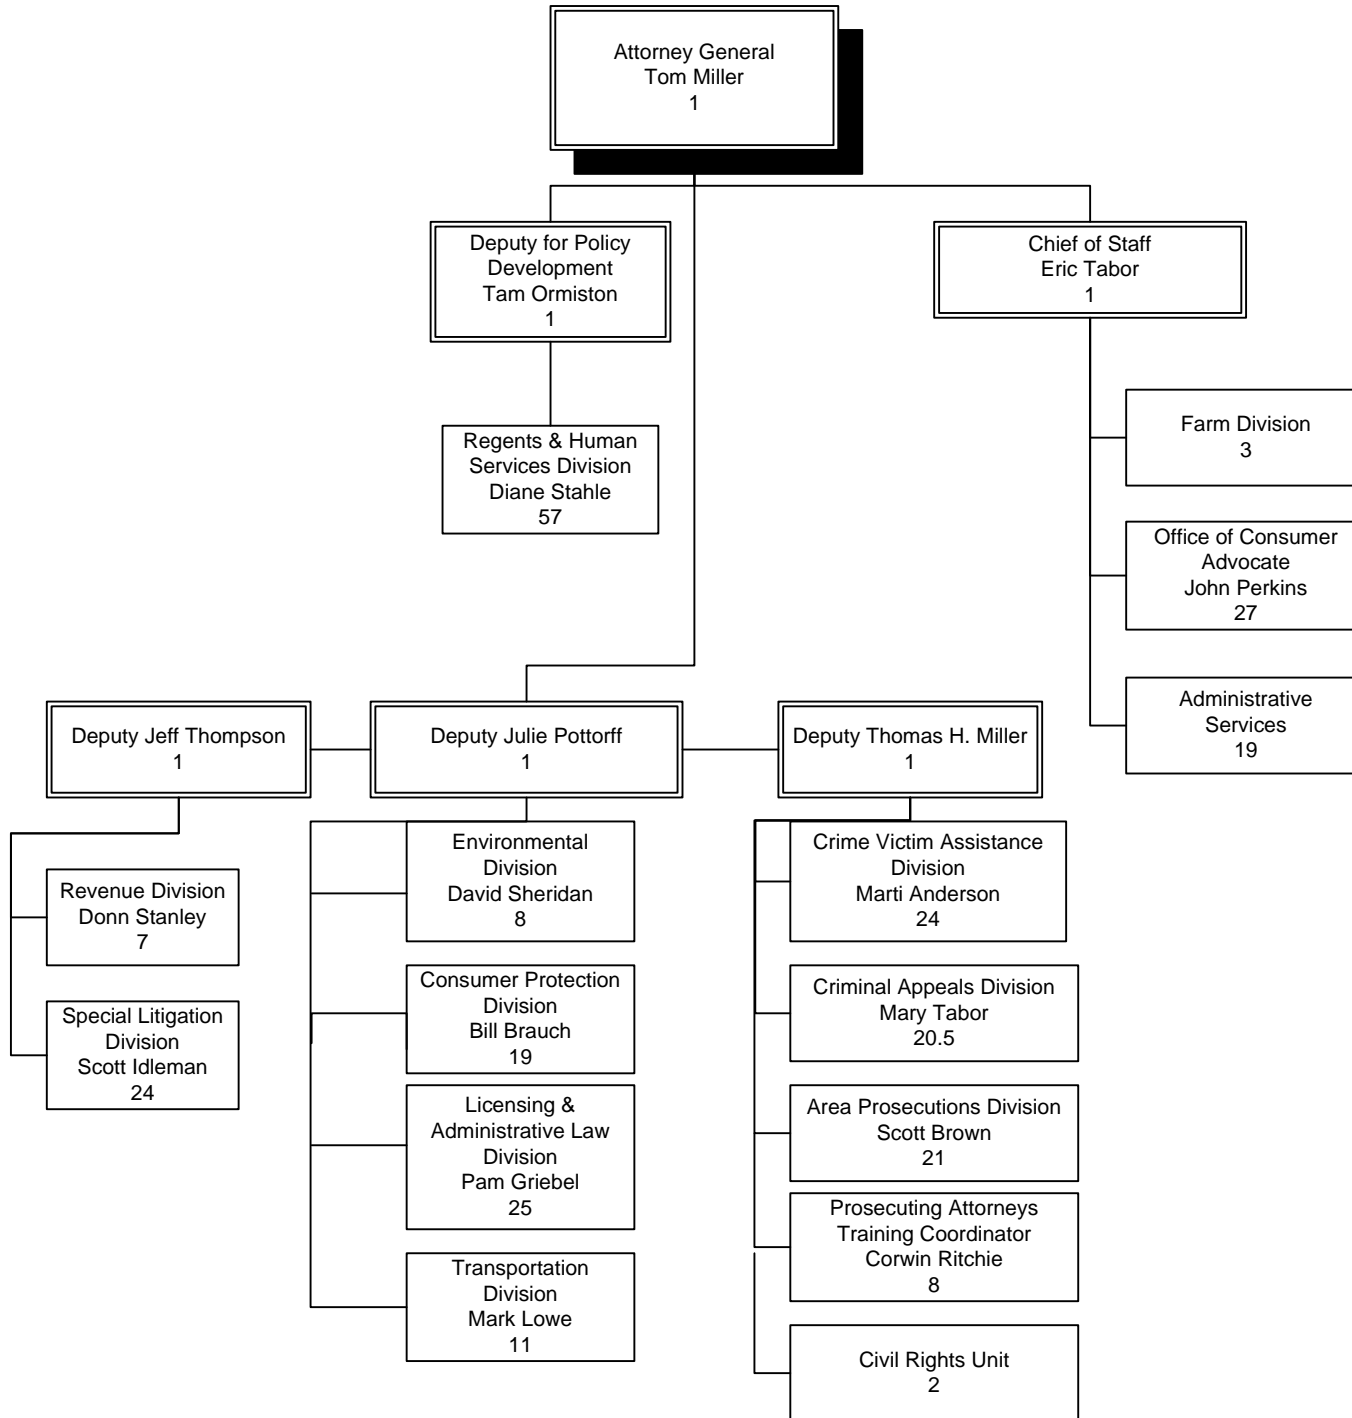 Attorney General
Tom Miller
1
Deputy for Policy
Development
Tam Ormiston
1
Chief of Staff
Eric Tabor
1
Regents & Human
Services Division
Diane Stahle
57
Farm Division
3
Office of Consumer
Advocate
John Perkins
27
Administrative
Services
19
Deputy Jeff Thompson
1
Deputy Julie Pottorff
1
Deputy Thomas H. Miller
1
Revenue Division
Donn Stanley
7
Special Litigation
Division
Scott Idleman
24
Environmental
Division
David Sheridan
8
Consumer Protection
Division
Bill Brauch
19
Licensing &
Administrative Law
Division
Pam Griebel
25
Transportation
Division
Mark Lowe
11
Crime Victim Assistance
Division
Marti Anderson
24
Criminal Appeals Division
Mary Tabor
20.5
Area Prosecutions Division
Scott Brown
21
Prosecuting Attorneys
Training Coordinator
Corwin Ritchie
8
Civil Rights Unit
2